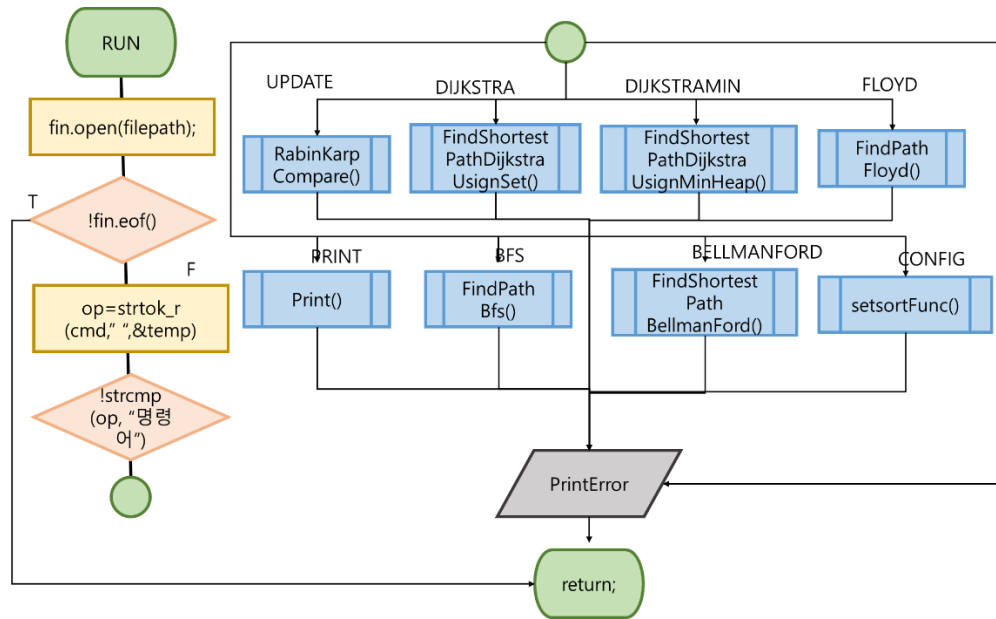 RUN
fin.open(filepath);
T
!fin.eof()
F
op=strtok_r
(cmd,” “,&temp)
!strcmp
(op, “명령
어”)
UPDATE
DIJKSTRA
DIJKSTRAMIN
FLOYD
RabinKarp
Compare()
FindShortest
PathDijkstra
UsignSet()
FindShortest
PathDijkstra
UsignMinHeap()
FindPath
Floyd()
PRINT
BFS
BELLMANFORD
CONFIG
Print()
FindPath
Bfs()
FindShortest
Path
BellmanFord()
setsortFunc()
PrintError
return;